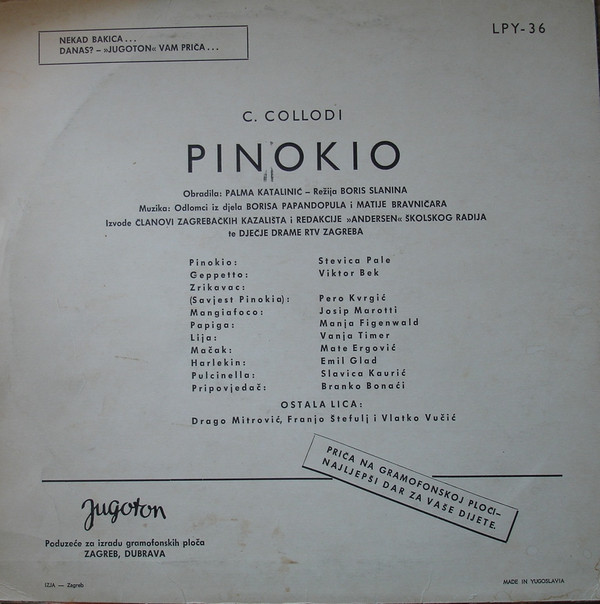 NEKAD BAKICA...
DANAS? – »JUGOTON« VAM PRIČA...
LPY-36
C. COLLODI
PINOKIO
Obradila: PALMA KATALINIĆ – Režija BORIS SLANINA
Muzika: Odlomci iz djela BORISA PAPANDOPULA i MATIJE BRAVNIČARA
Izvode ČLANOVI ZAGREBAČKIH KAZALIŠTA i REDAKCIJE »ANDERSEN« ŠKOLSKOG RADIJA
te DJEČJE DRAME RTV ZAGREBA
Pinokio: Stevica Pale
Geppetto: Viktor Bek
Zrikavac:
(Savjest Pinokia): Pero Kvrgić
Mangiafoco: Josip Marotti
Papiga: Manja Figenwald
Lija: Vanja Timer
Mačak: Mate Ergović
Harlekin: Emil Glad
Pulcinella: Slavica Kaurić
Pripovjedač: Branko Bonači
OSTALA LICA:
Drago Mitrović, Franjo Štefulj i Vlatko Vučić
PRIČA NA GRAMOFONSKOJ PLOČI–
NAJLJEPŠI DAR ZA VAŠE DIJETE.
Jugoton
Poduzeće za izradu gramofonskih ploča
ZAGREB, DUBRAVA
IZJA — Zagreb
MADE IN YUGOSLAVIA